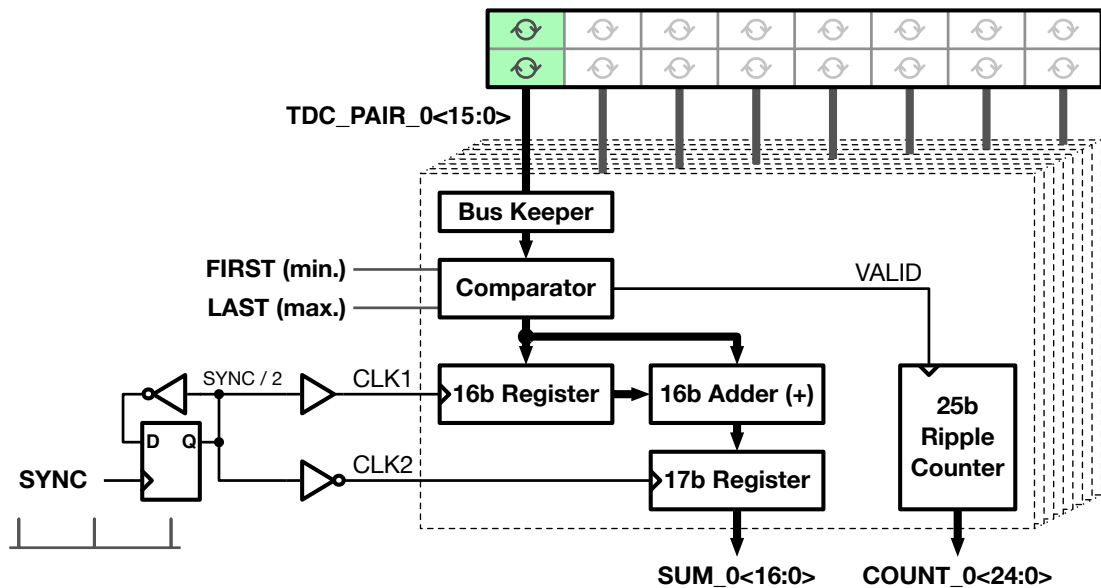 TDC_PAIR_0<15:0>
Bus Keeper
FIRST (min.)
LAST (max.)
Comparator
VALID
SYNC / 2
CLK1
16b Register
16b Adder (+)
25b
Ripple
Counter
D
Q
SYNC
CLK2
17b Register
SUM_0<16:0>
COUNT_0<24:0>